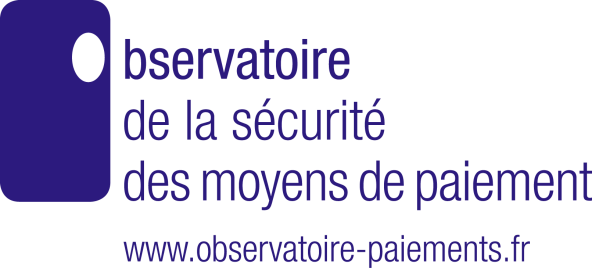 Observatoire
de la sécurité
des moyens de paiement
www.observatoire-paiements.fr